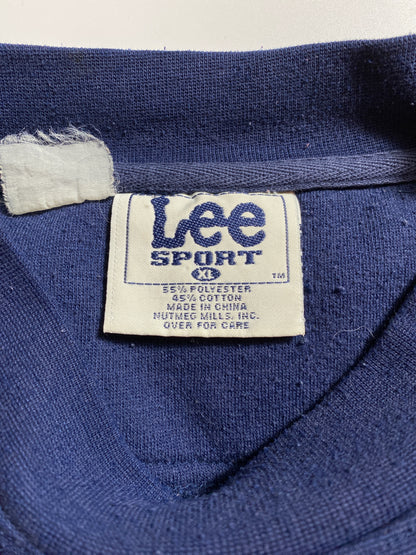 Lee
SPORT
XL
TM
55% POLYESTER
45% COTTON
MADE IN CHINA
NUTMEG MILLS, INC.
OVER FOR CARE